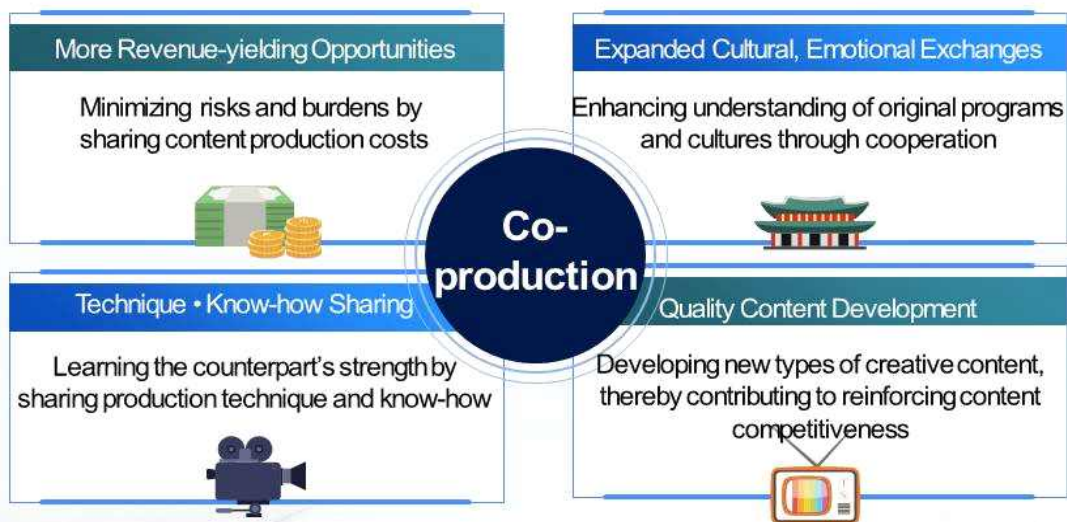 More Revenue-yielding Opportunities
Minimizing risks and burdens by
sharing content production costs
Expanded Cultural, Emotional Exchanges
Enhancing understanding of original programs
and cultures through cooperation
Co-
production
Technique • Know-how Sharing
Learning the counterpart's strength by
sharing production technique and know-how
Quality Content Development
Developing new types of creative content,
thereby contributing to reinforcing content
competitiveness